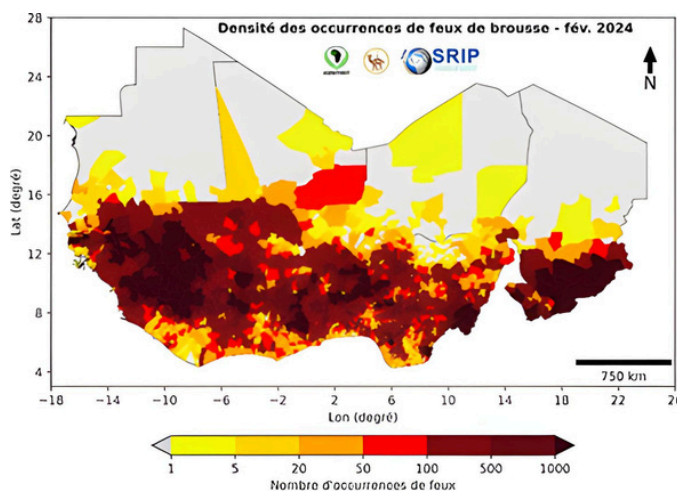 Densité des occurrences de feux de brousse - fév. 2024
SRIP
N
28
24
20
16
12
8
4
Lat (degré)
750 km
−18 −14 −10 −6 −2 2 6 10 14 18 22 26
Lon (degré)
1 5 20 50 100 500 1000
Nombre d'occurrences de feux